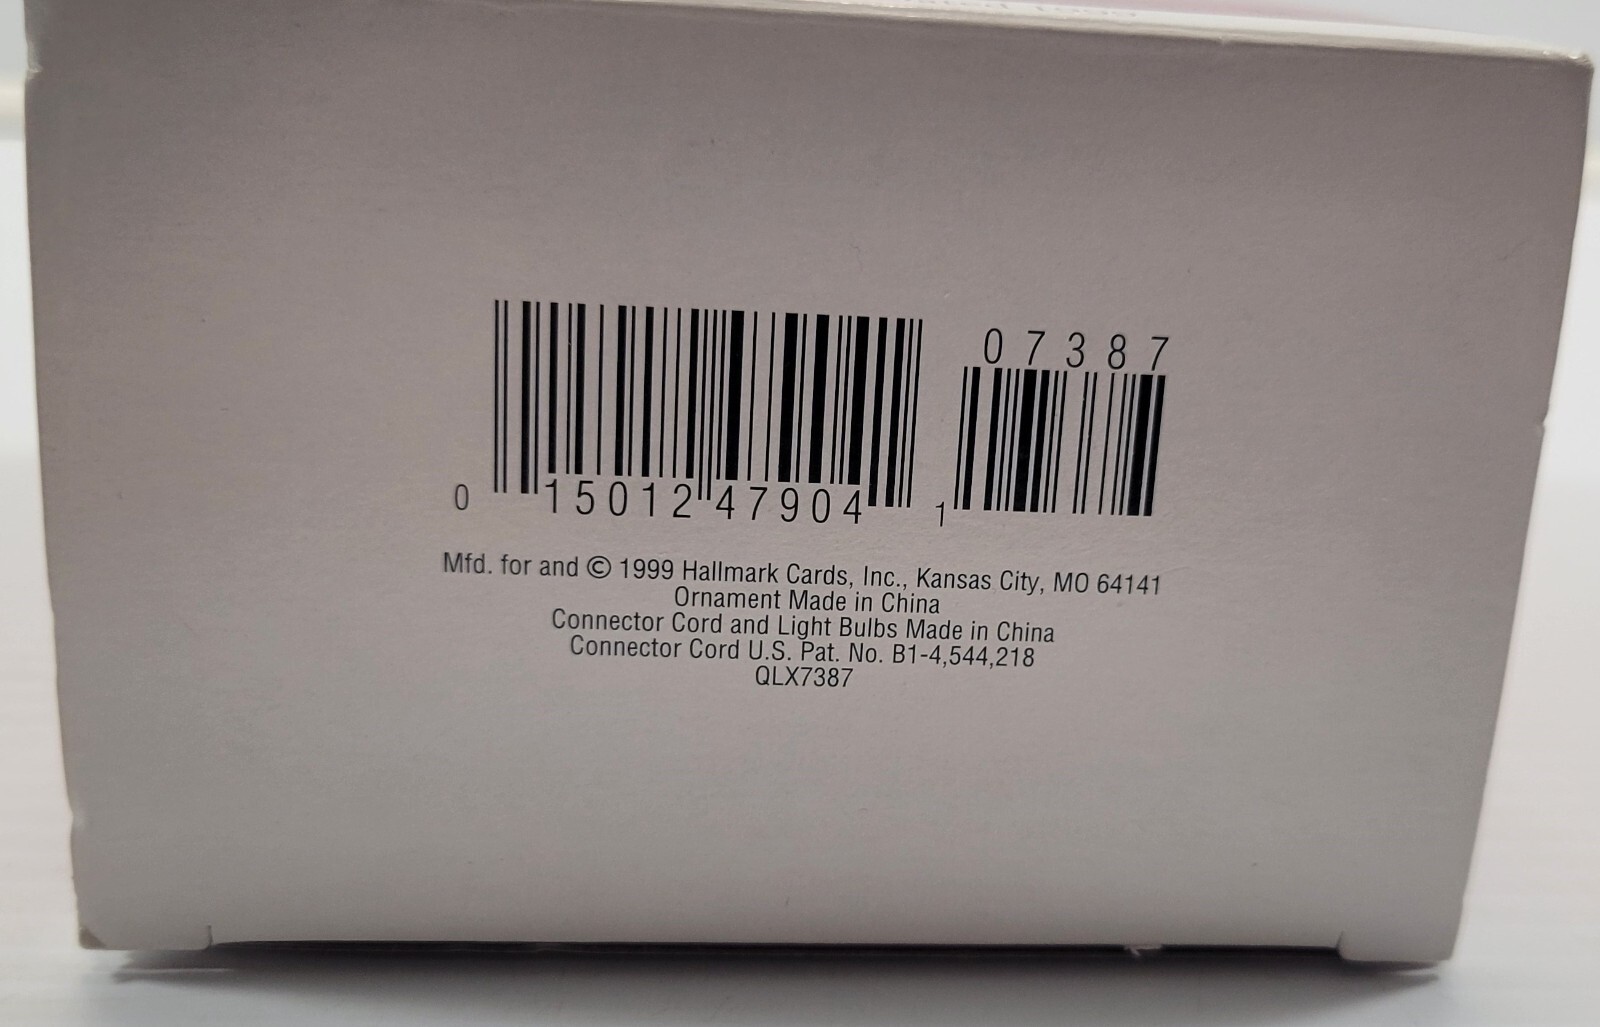 07387
0 15012 47904 1
Mfd. for and © 1999 Hallmark Cards, Inc., Kansas City, MO 64141
Ornament Made in China
Connector Cord and Light Bulbs Made in China
Connector Cord U.S. Pat. No. B1-4,544,218
QLX7387